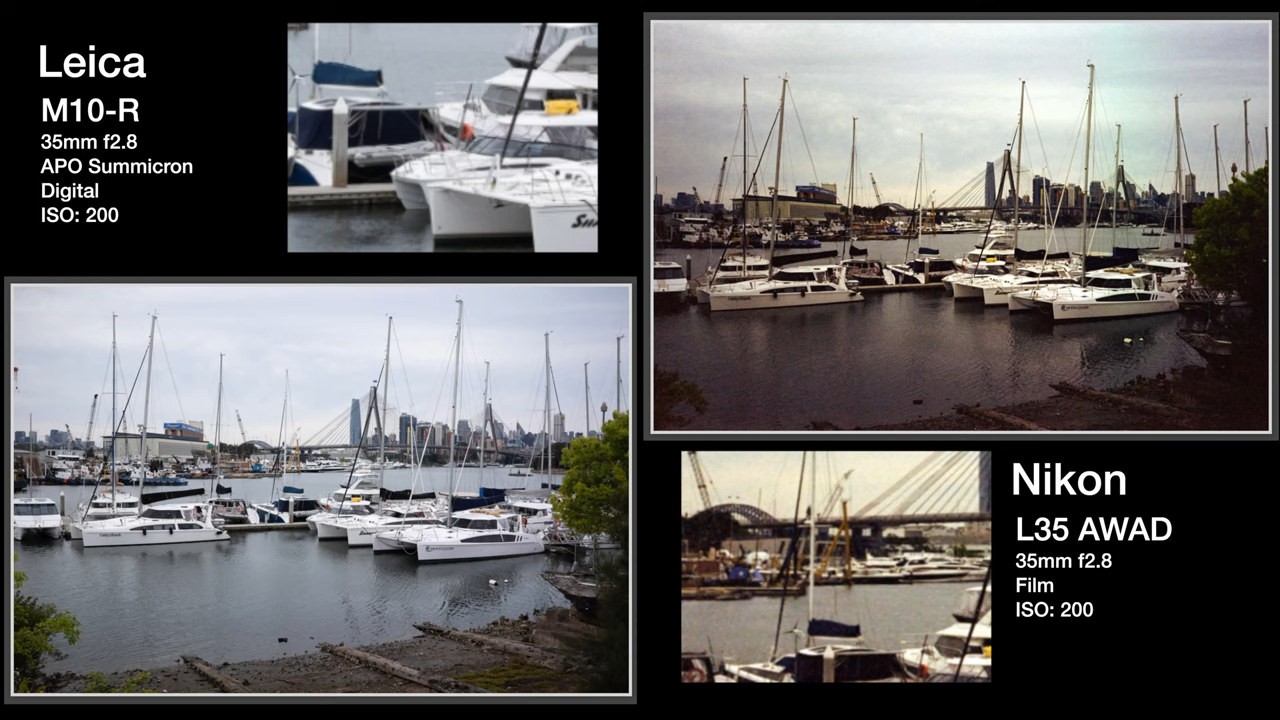 Leica
M10-R
35mm f2.8
APO Summicron
Digital
ISO: 200
Nikon
L35 AWAD
35mm f2.8
Film
ISO: 200